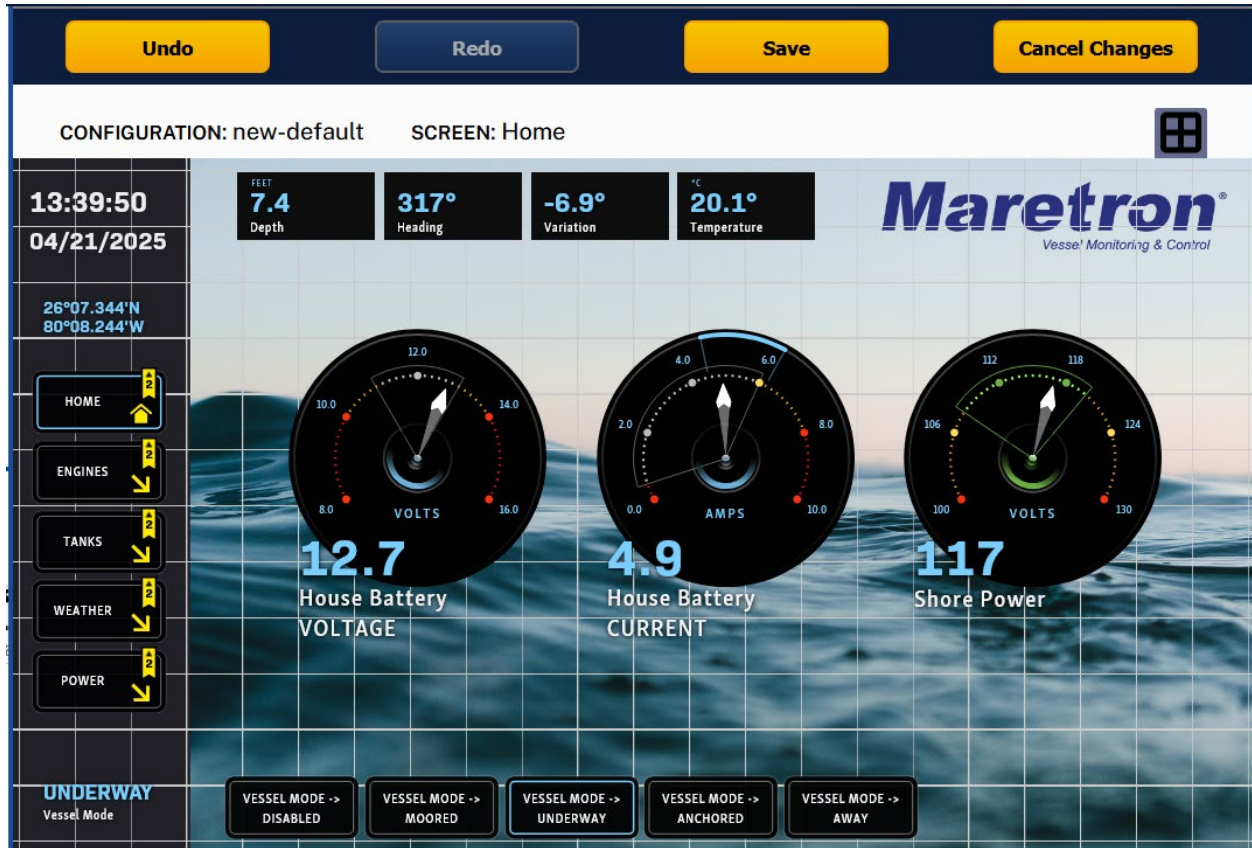 Undo
Redo
Save
Cancel Changes
CONFIGURATION: new-default
SCREEN: Home
13:39:50
04/21/2025
26°07.344'N
80°08.244'W
HOME
2
ENGINES
2
TANKS
2
WEATHER
2
POWER
2
UNDERWAY
Vessel Mode
FEET
7.4
Depth
317°
Heading
-6.9°
Variation
°C
20.1°
Temperature
Maretron®
Vessel Monitoring & Control
8.0
10.0
12.0
14.0
16.0
VOLTS
12.7
House Battery
VOLTAGE
0.0
2.0
4.0
6.0
8.0
10.0
AMPS
4.9
House Battery
CURRENT
100
106
112
118
124
130
VOLTS
117
Shore Power
VESSEL MODE ->
DISABLED
VESSEL MODE ->
MOORED
VESSEL MODE ->
UNDERWAY
VESSEL MODE ->
ANCHORED
VESSEL MODE ->
AWAY